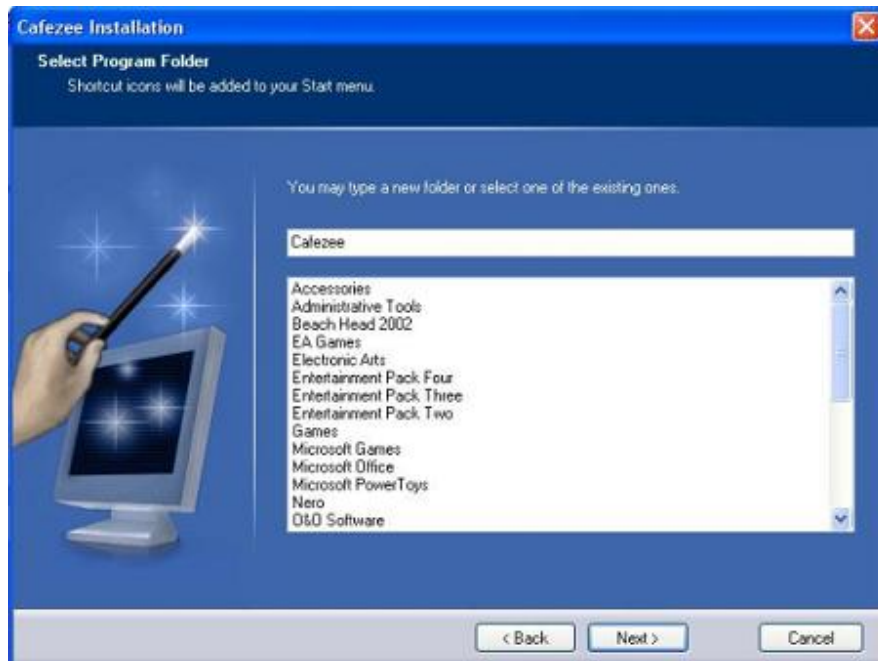 Cafezee Installation
Select Program Folder
Shortcut icons will be added to your Start menu.
You may type a new folder or select one of the existing ones.
Cafezee
Accessories
Administrative Tools
Beach Head 2002
EA Games
Electronic Arts
Entertainment Pack Four
Entertainment Pack Three
Entertainment Pack Two
Games
Microsoft Games
Microsoft Office
Microsoft PowerToys
Nero
O&O Software
< Back
Next >
Cancel